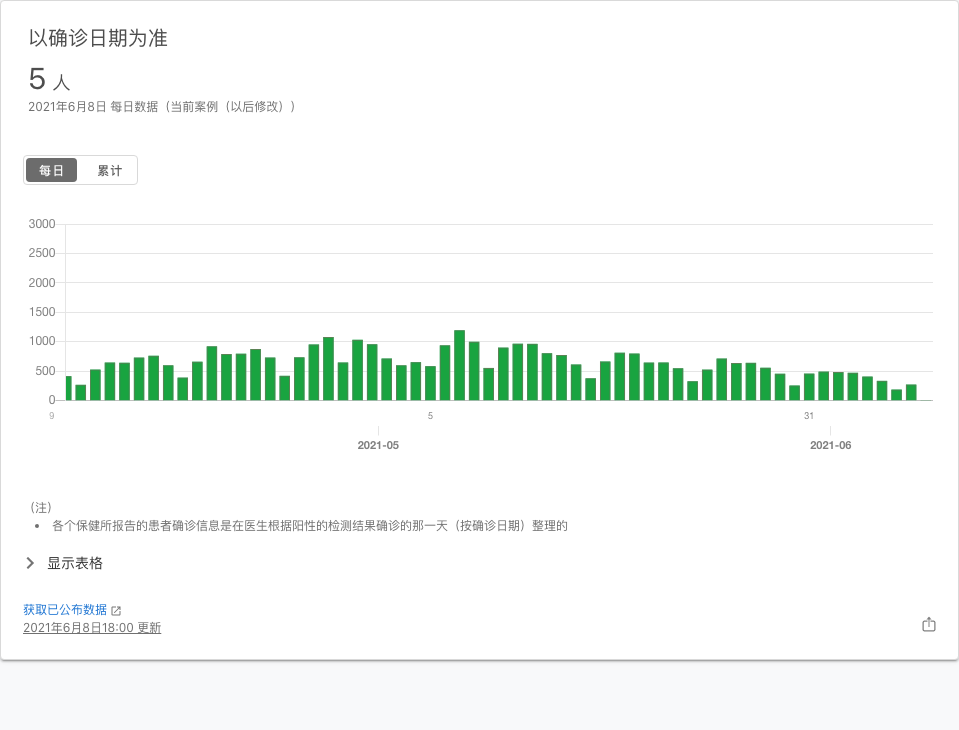 以确诊日期为准
5 人
2021年6月8日 每日数据（当前案例（以后修改））
每日 累计
3000
2500
2000
1500
1000
500
0
9 5 31
2021-05 2021-06
(注)
• 各个保健所报告的患者确诊信息是在医生根据阳性的检测结果确诊的那一天（按确诊日期）整理的
显示表格
获取已公布数据
2021年6月8日18:00 更新